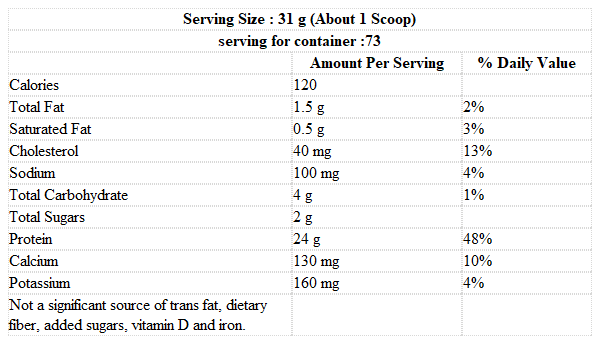 Serving Size : 31 g (About 1 Scoop)
serving for container :73
Amount Per Serving % Daily Value
Calories 120
Total Fat 1.5 g 2%
Saturated Fat 0.5 g 3%
Cholesterol 40 mg 13%
Sodium 100 mg 4%
Total Carbohydrate 4 g 1%
Total Sugars 2 g
Protein 24 g 48%
Calcium 130 mg 10%
Potassium 160 mg 4%
Not a significant source of trans fat, dietary
fiber, added sugars, vitamin D and iron.